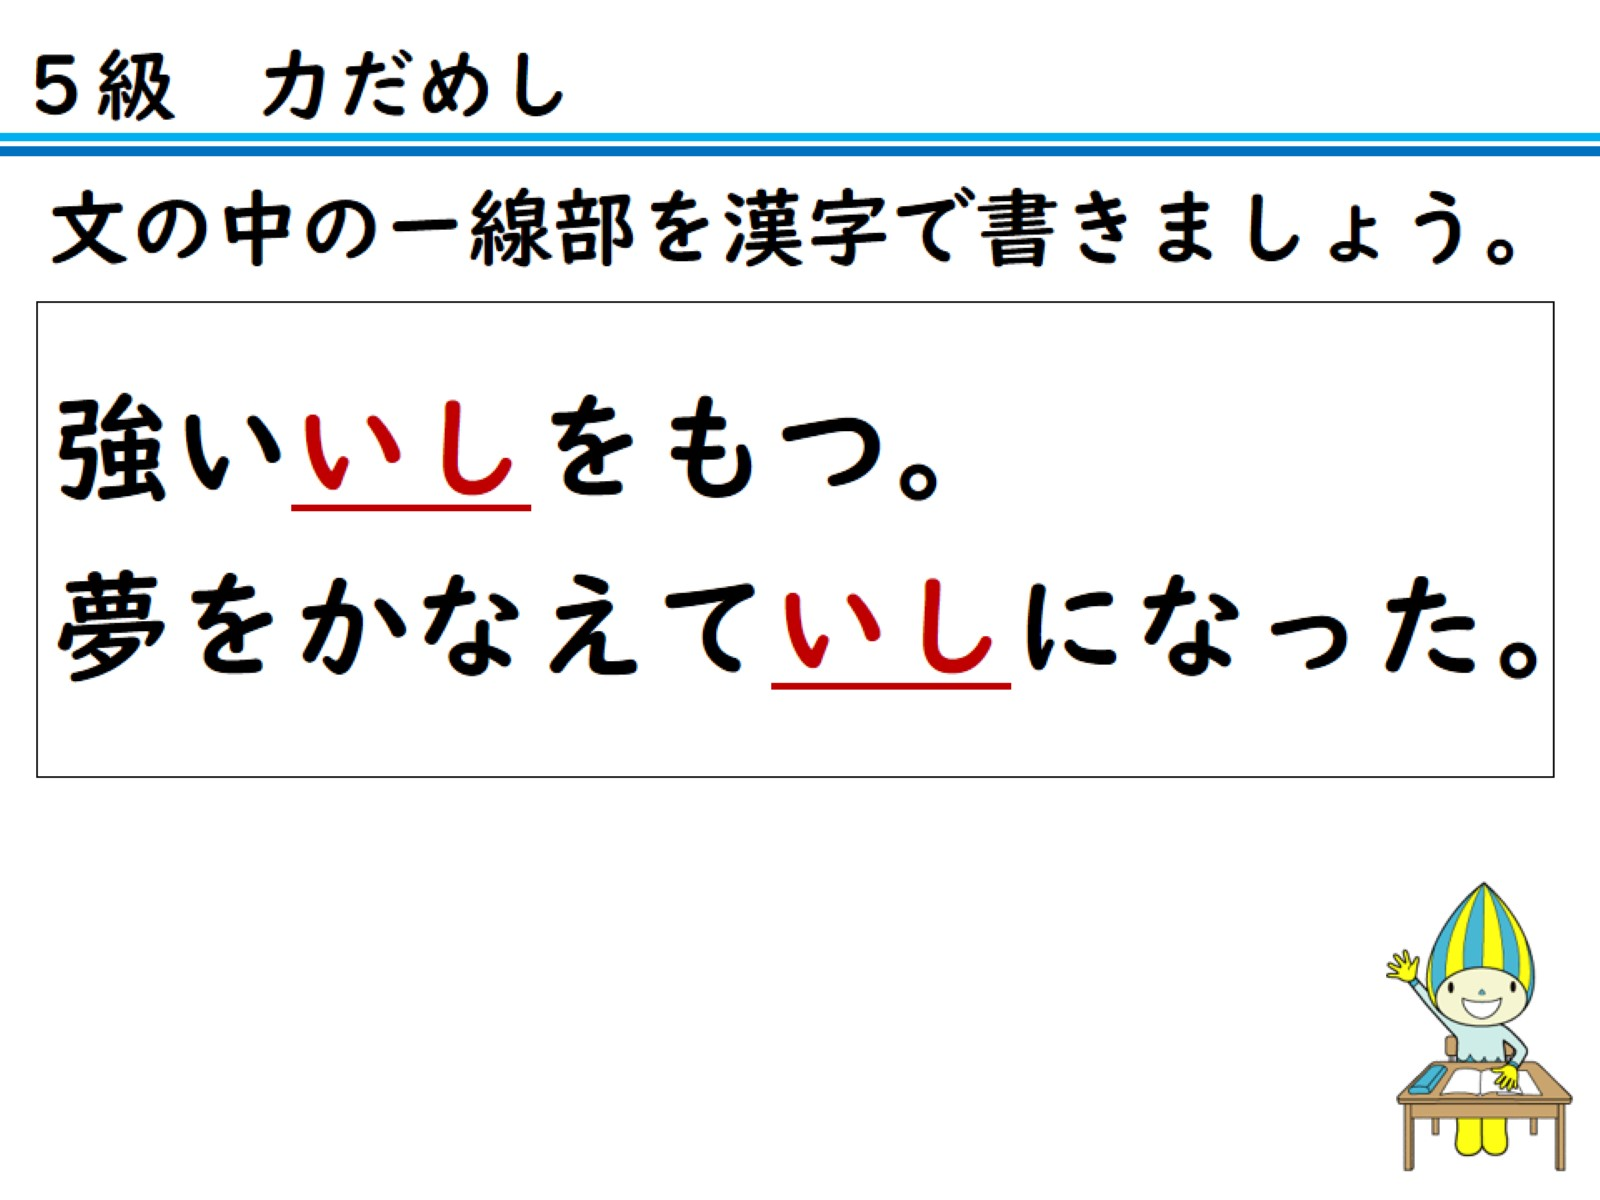 ５級　力だめし
文の中の―線部を漢字で書きましょう。
強いいしをもつ。
夢をかなえていしになった。